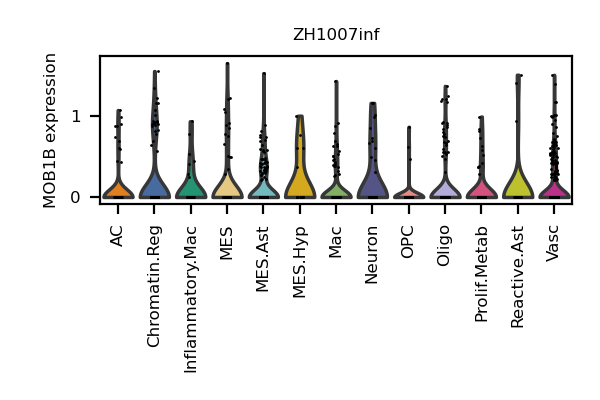 ZH1007inf
MOB1B expression
1
0
AC
Chromatin.Reg
Inflammatory.Mac
MES
MES.Ast
MES.Hyp
Mac
Neuron
OPC
Oligo
Prolif.Metab
Reactive.Ast
Vasc